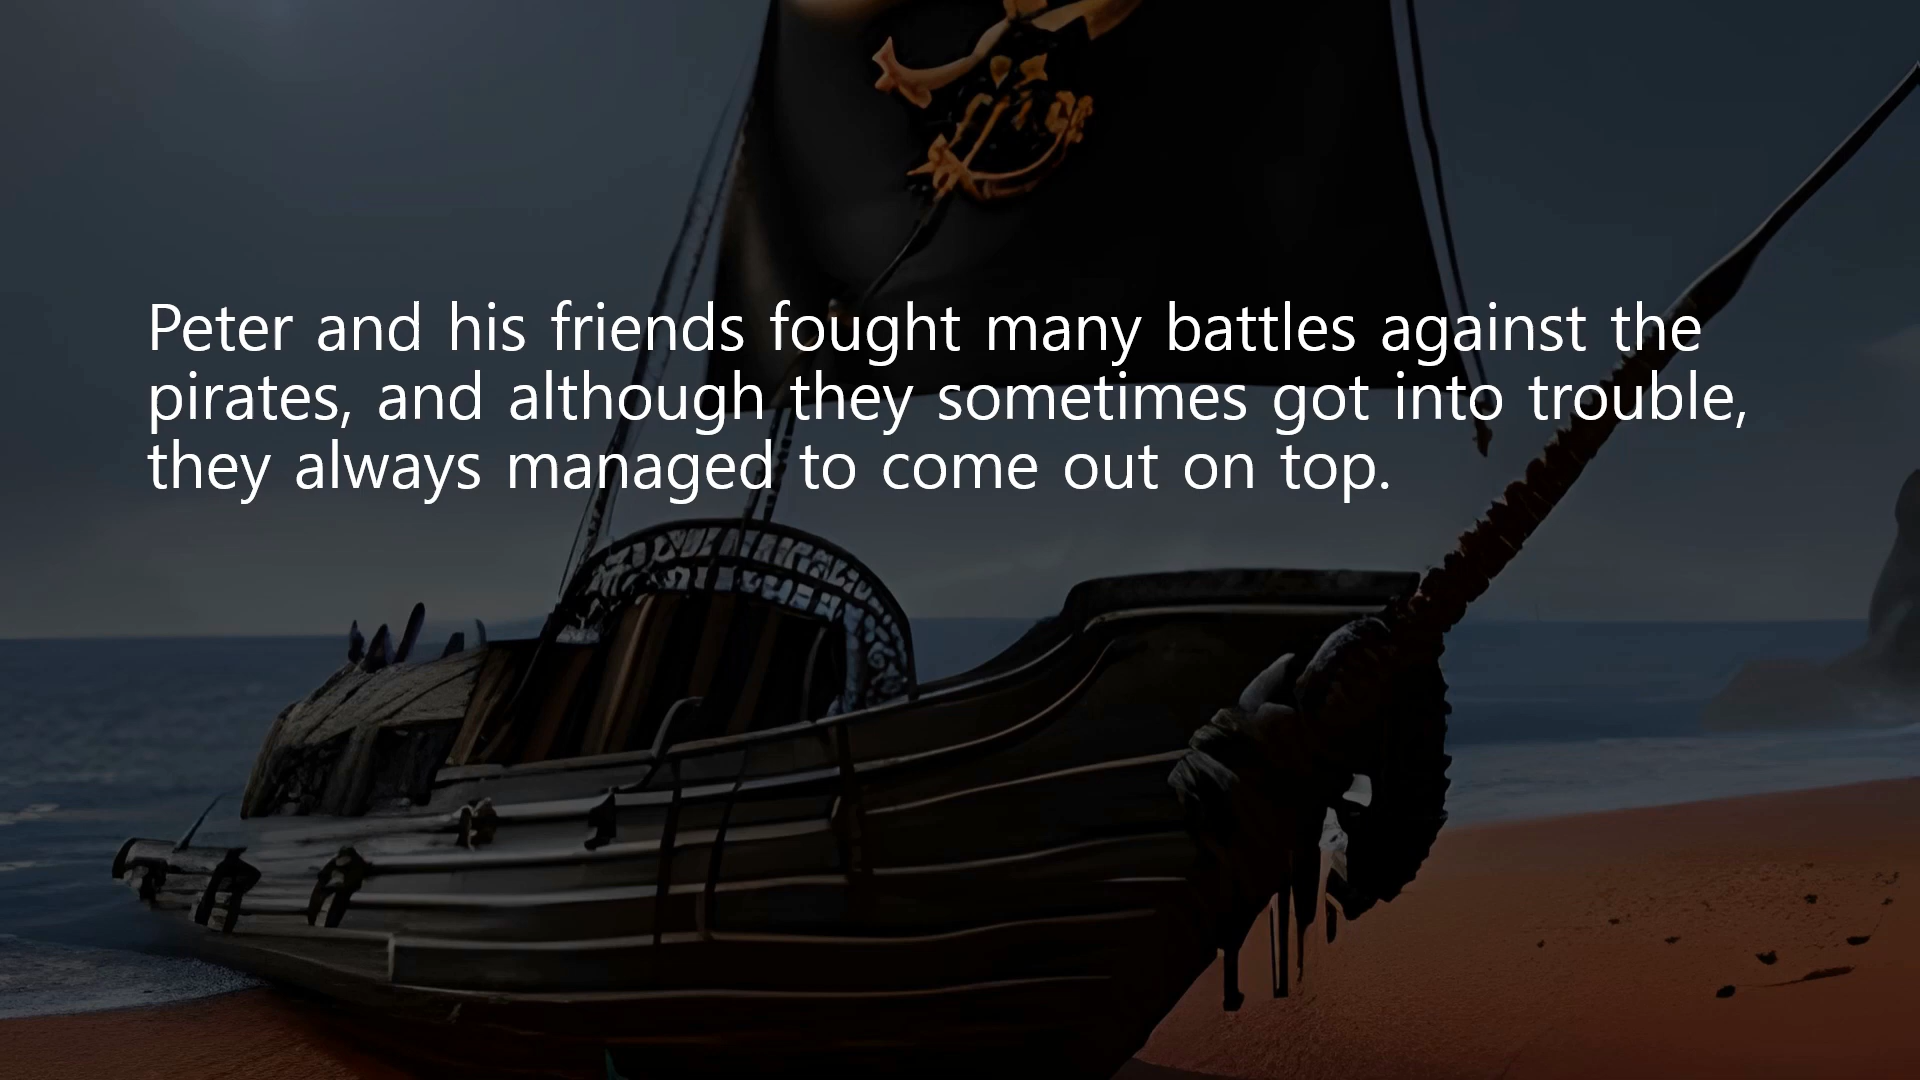 Peter and his friends fought many battles against the
pirates, and although they sometimes got into trouble,
they always managed to come out on top.